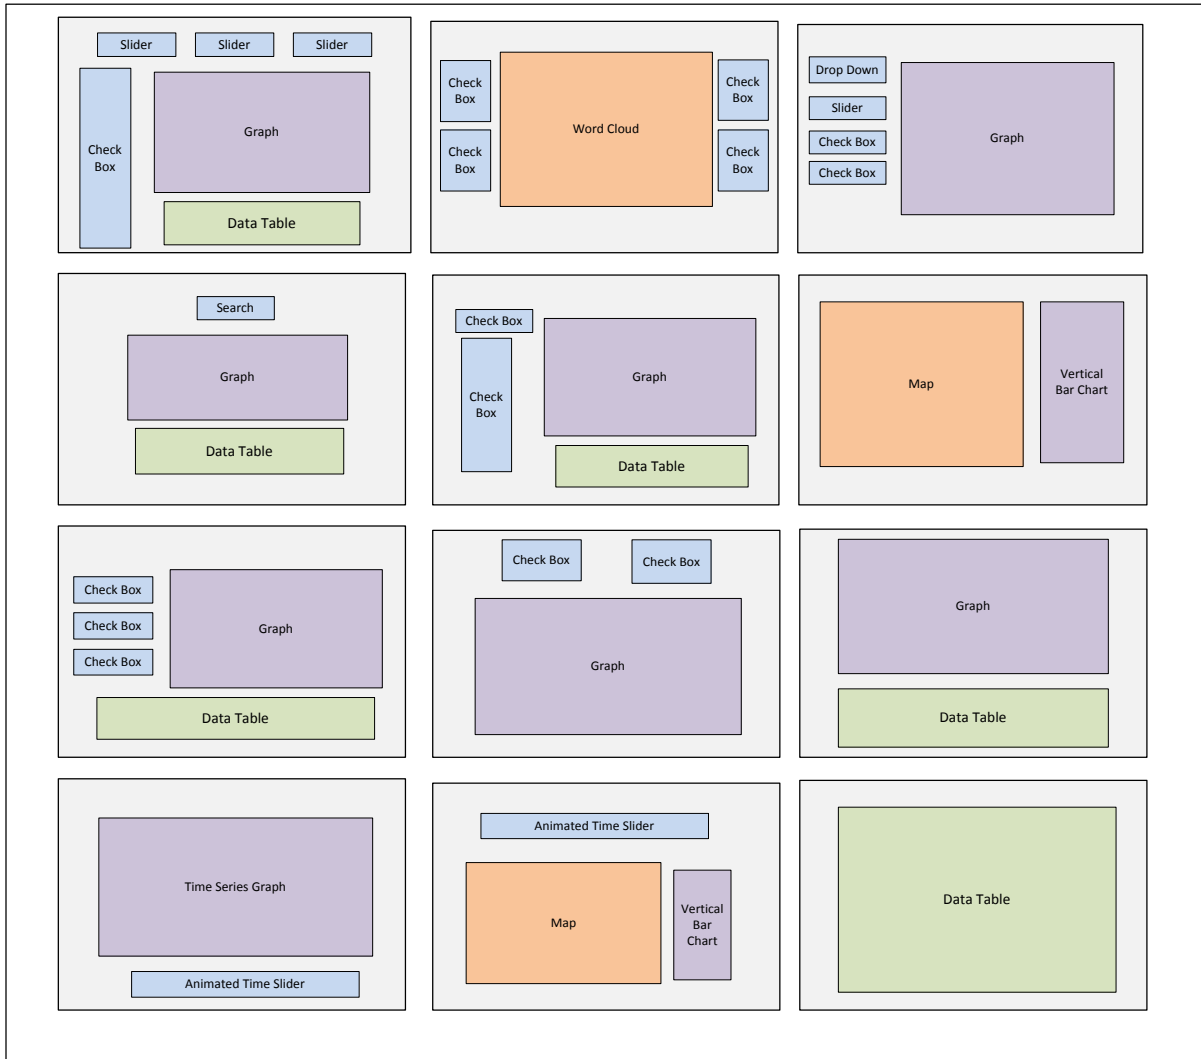 Slider
Slider
Slider
Check
Box
Graph
Data Table
Check
Box
Check
Box
Word Cloud
Check
Box
Check
Box
Drop Down
Slider
Check Box
Check Box
Graph
Search
Graph
Data Table
Check Box
Check
Box
Graph
Data Table
Map
Vertical
Bar Chart
Check Box
Check Box
Check Box
Graph
Data Table
Check Box
Check Box
Graph
Graph
Data Table
Time Series Graph
Animated Time Slider
Animated Time Slider
Map
Vertical
Bar
Chart
Data Table